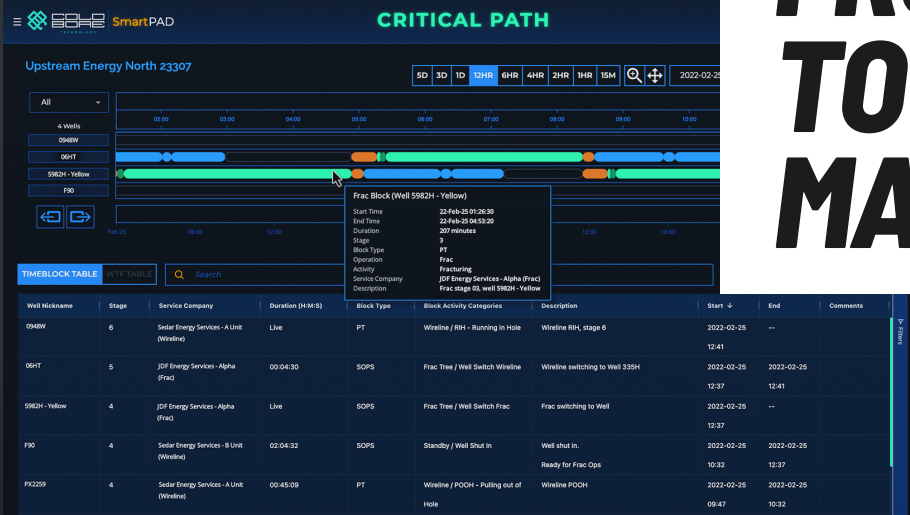 COLD BORE
TECHNOLOGY
SmartPAD
CRITICAL PATH
TO
MA
Upstream Energy North 23307
5D 3D 1D 12HR 6HR 4HR 2HR 1HR 15M
2022-02-25
All
4 Wells
02:00 03:00 04:00 05:00 06:00 07:00 08:00 09:00 10:00
0948W
06HT
5982H - Yellow
F90
Feb 23 06:00 12:00 12:00 18:00
Frac Block (Well 5982H - Yellow)
Start Time 22-Feb-25 01:26:30
End Time 22-Feb-25 04:53:20
Duration 207 minutes
Stage 3
Block Type PT
Operation Frac
Activity Fracturing
Service Company JDF Energy Services - Alpha (Frac)
Description Frac stage 03, well 5982H - Yellow
TIMEBLOCK TABLE WTF TABLE
Search
Well Nickname Stage Service Company Duration (H:M:S) Block Type Block Activity Categories Description Start End Comments
Filters
0948W 6 Sedar Energy Services - A Unit (Wireline) Live PT Wireline / RIH - Running in Hole Wireline RIH, stage 6 2022-02-25 12:41 --
06HT 5 JDF Energy Services - Alpha (Frac) 00:04:30 SOPS Frac Tree / Well Switch Wireline Wireline switching to Well 335H 2022-02-25 12:37 2022-02-25 12:41
5982H - Yellow 4 JDF Energy Services - Alpha (Frac) Live SOPS Frac Tree / Well Switch Frac Frac switching to Well 2022-02-25 12:37 --
F90 4 Sedar Energy Services - B Unit (Wireline) 02:04:32 SOPS Standby / Well Shut In Well shut in. Ready for Frac Ops 2022-02-25 10:32 2022-02-25 12:37
PX2259 4 Sedar Energy Services - A Unit (Wireline) 00:45:09 PT Wireline / POOH - Pulling out of Hole Wireline POOH 2022-02-25 09:47 2022-02-25 10:32